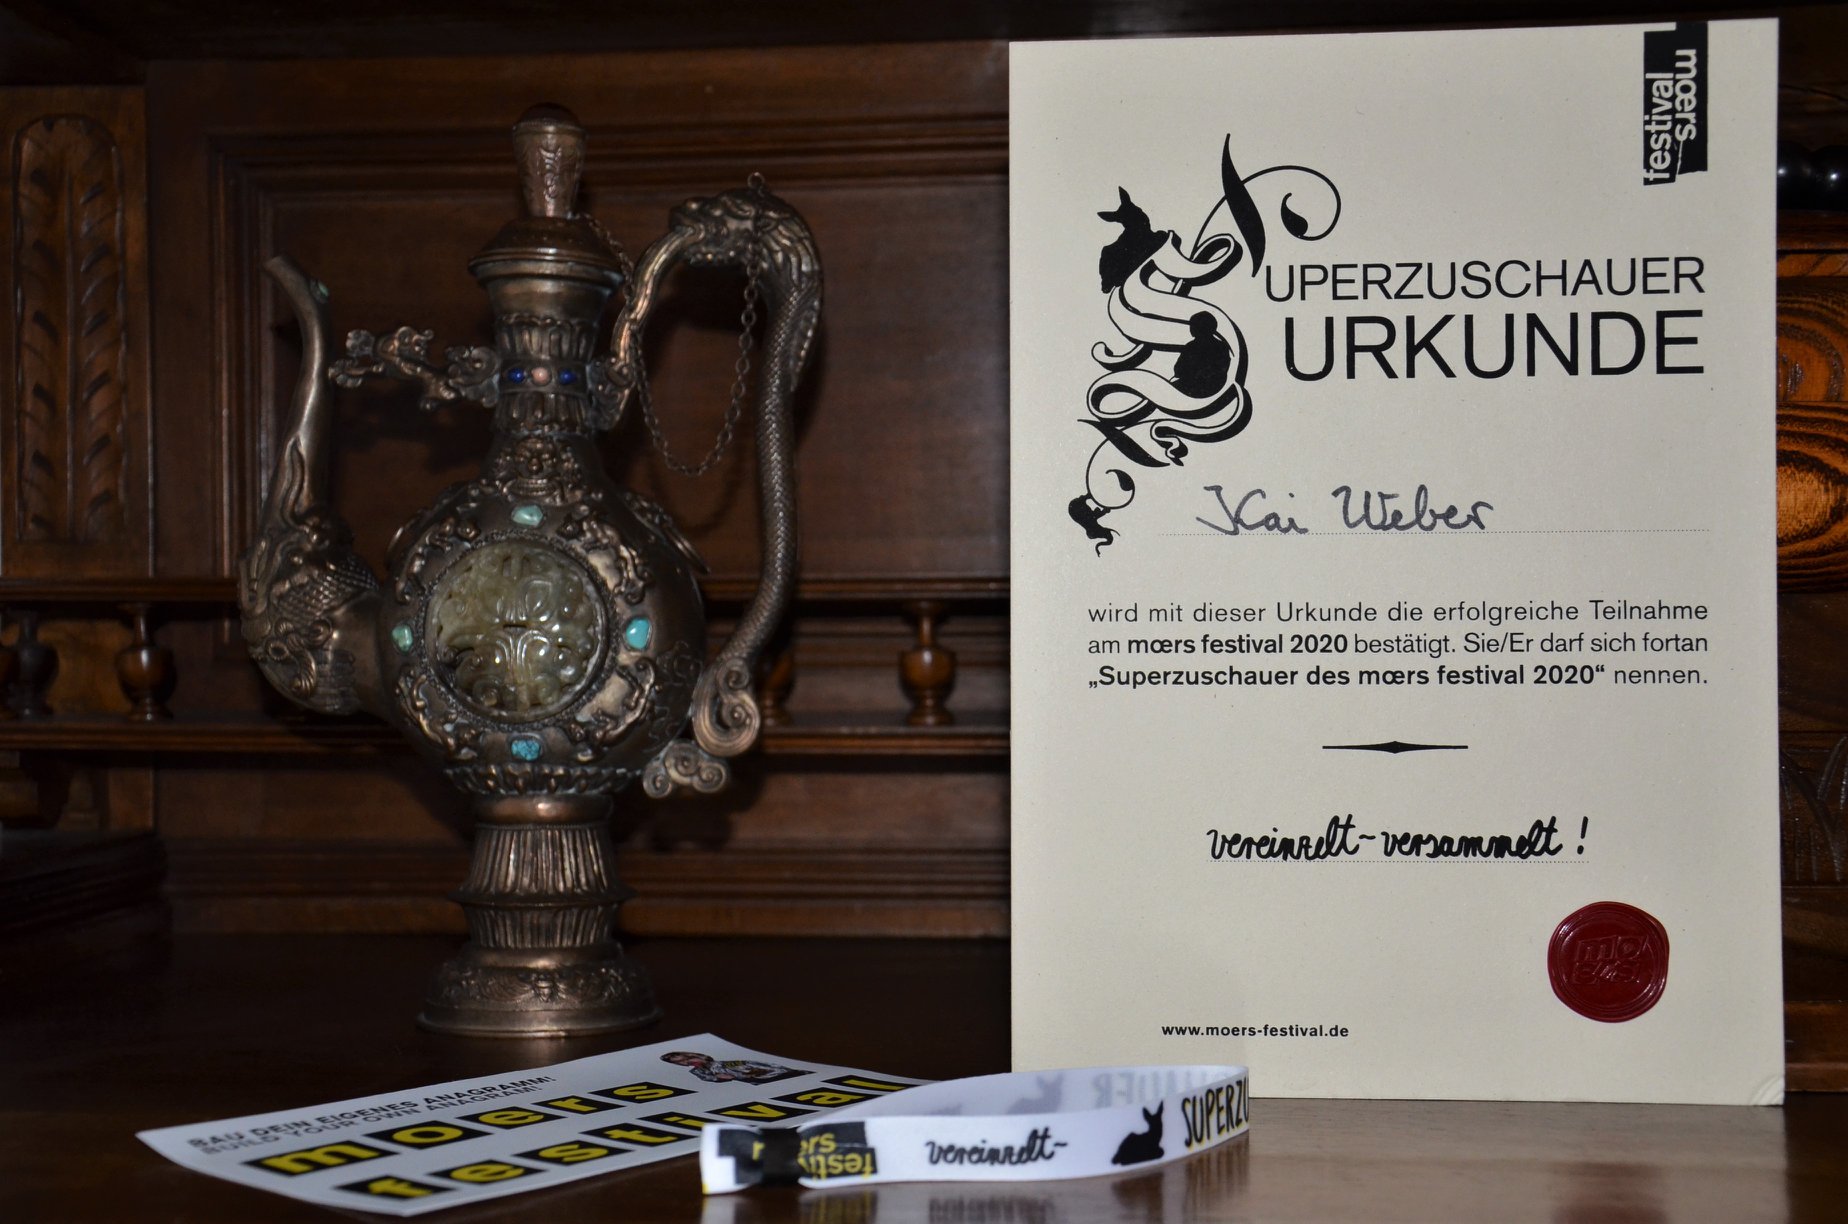 festival
mœrs
SUPERZUSCHAUER
URKUNDE
Kai Weber
wird mit dieser Urkunde die erfolgreiche Teilnahme
am mœrs festival 2020 bestätigt. Sie/Er darf sich fortan
„Superzuschauer des mœrs festival 2020“ nennen.
vereinzelt~versammelt!
www.moers-festival.de
BAU DEIN EIGENES ANAGRAMM!
BUILD YOUR OWN ANAGRAM!
moers
festival
mœrs
festival
vereinzelt~
SUPERZU